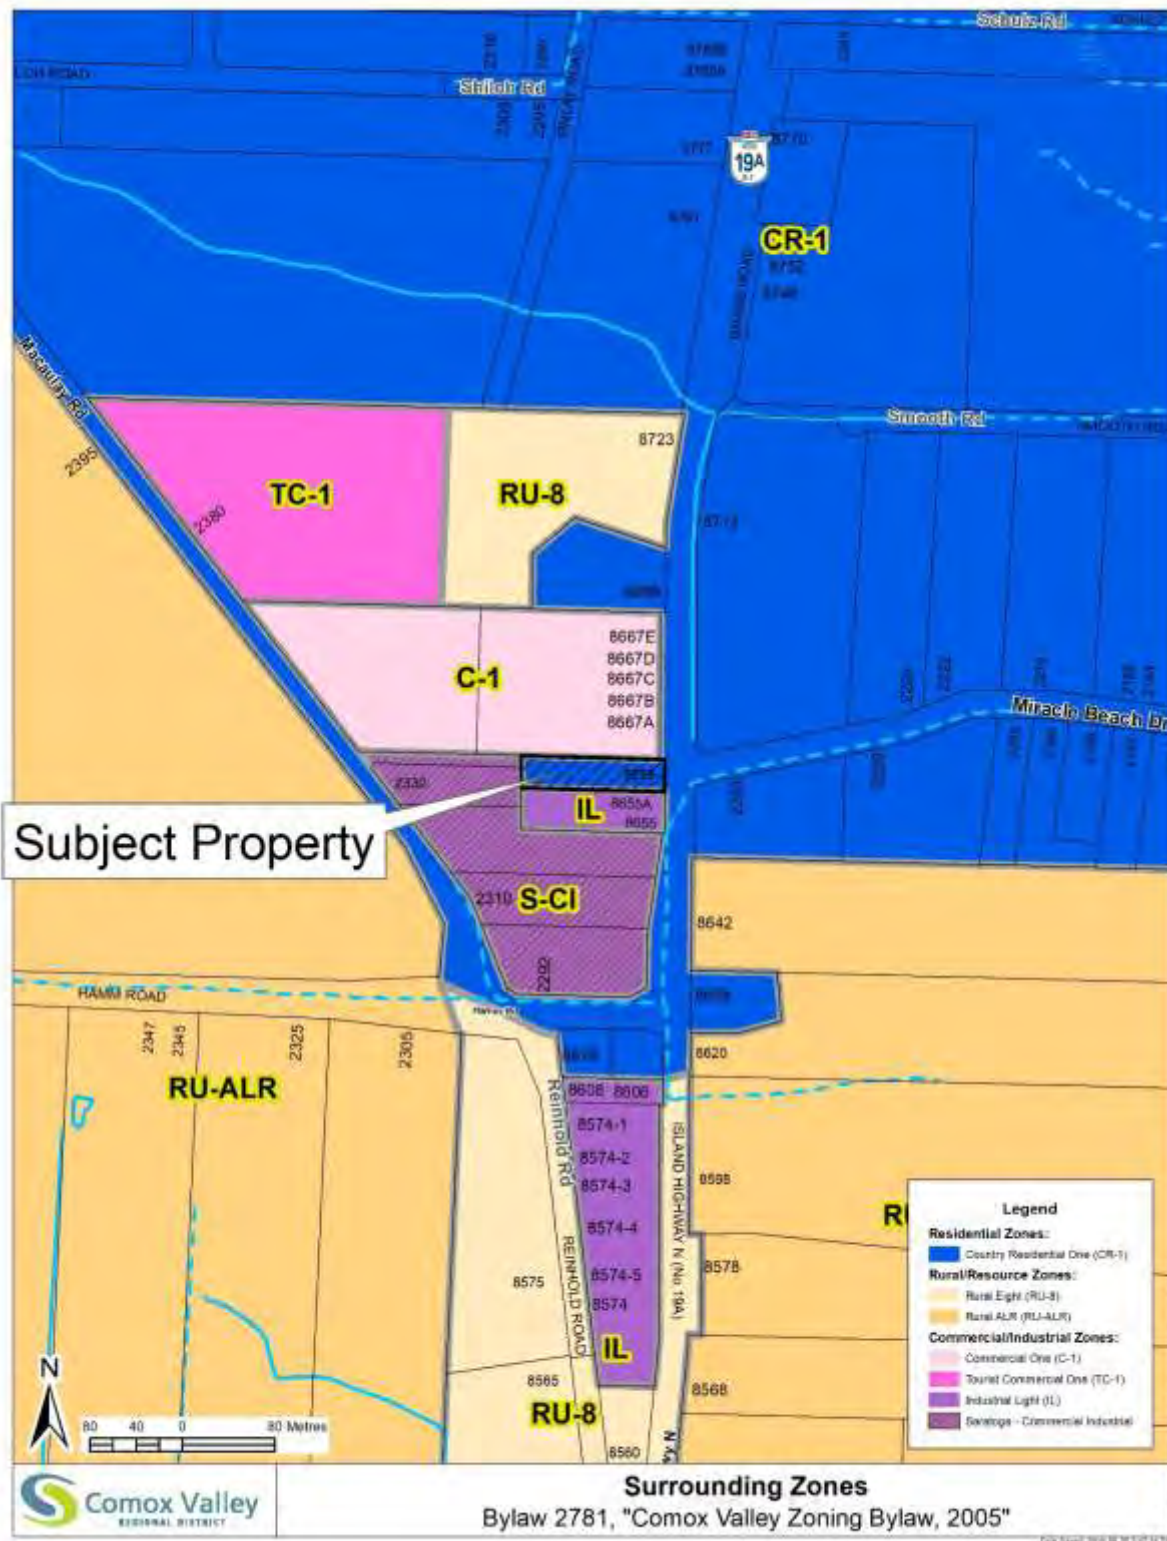 Schulz Rd
Shiloh Rd
19A
CR-1
8752
Macaulay Rd
Smooth Rd
8723
2395
TC-1
RU-8
2380
8713
8667E
8667D
C-1
8667C
8667B
8667A
Miracle Beach Dr
2330
IL
8655A
8655
Subject Property
2310
S-CI
8642
2292
HAMM ROAD
2347
2345
2325
2305
8620
RU-ALR
Reinhold Rd
8608 8606
8574-1
8574-2
8574-3
8574-4
8574-5
8574
ISLAND HIGHWAY N (No 19A)
8598
8578
REINHOLD ROAD
8575
IL
8565
8568
RU-8
8560
Legend
Residential Zones:
Country Residential One (CR-1)
Rural/Resource Zones:
Rural Eight (RU-8)
Rural ALR (RU-ALR)
Commercial/Industrial Zones:
Commercial One (C-1)
Tourist Commercial One (TC-1)
Industrial Light (IL)
Saratoga - Commercial Industrial
N
80 40 0 80 Metres
Comox Valley
REGIONAL DISTRICT
Surrounding Zones
Bylaw 2781, "Comox Valley Zoning Bylaw, 2005"